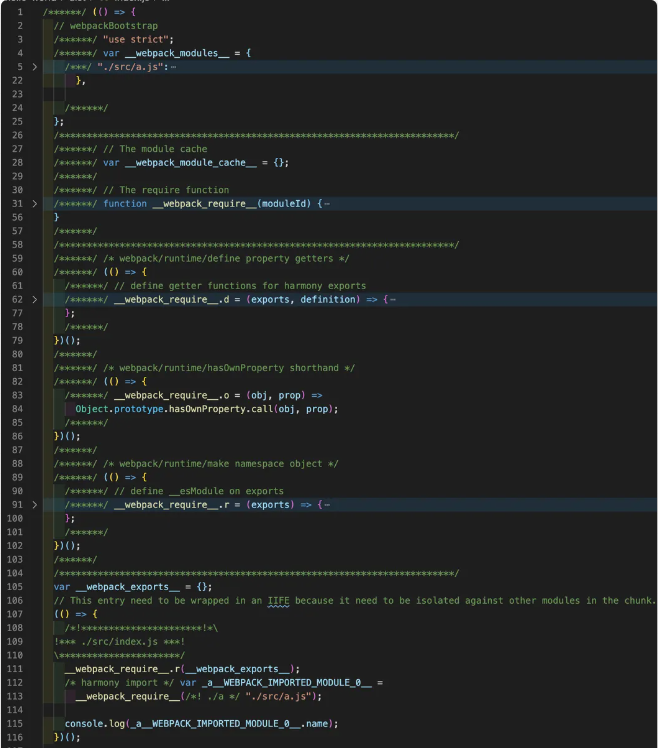 1 /******/ (() => {
2 // webpackBootstrap
3 /******/ "use strict";
4 /******/ var __webpack_modules__ = {
5 > /***/ "./src/a.js":⋯
22 },
23
24 /******/
25 };
26 /************************************************************************/
27 /******/ // The module cache
28 /******/ var __webpack_module_cache__ = {};
29 /******/
30 /******/ // The require function
31 > /******/ function __webpack_require__(moduleId) {⋯
56 }
57 /******/
58 /************************************************************************/
59 /******/ /* webpack/runtime/define property getters */
60 /******/ (() => {
61 /******/ // define getter functions for harmony exports
62 > /******/ __webpack_require__.d = (exports, definition) => {⋯
77 };
78 /******/
79 })();
80 /******/
81 /******/ /* webpack/runtime/hasOwnProperty shorthand */
82 /******/ (() => {
83 /******/ __webpack_require__.o = (obj, prop) =>
84 Object.prototype.hasOwnProperty.call(obj, prop);
85 /******/
86 })();
87 /******/
88 /******/ /* webpack/runtime/make namespace object */
89 /******/ (() => {
90 /******/ // define __esModule on exports
91 > /******/ __webpack_require__.r = (exports) => {⋯
100 };
101 /******/
102 })();
103 /******/
104 /************************************************************************/
105 var __webpack_exports__ = {};
106 // This entry need to be wrapped in an IIFE because it need to be isolated against other modules in the chunk.
107 (() => {
108 /*!**********************!*\
109 !*** ./src/index.js ***!
110 \**********************/
111 __webpack_require__.r(__webpack_exports__);
112 /* harmony import */ var _a__WEBPACK_IMPORTED_MODULE_0__ =
113 __webpack_require__(/*! ./a */ "./src/a.js");
114
115 console.log(_a__WEBPACK_IMPORTED_MODULE_0__.name);
116 })();